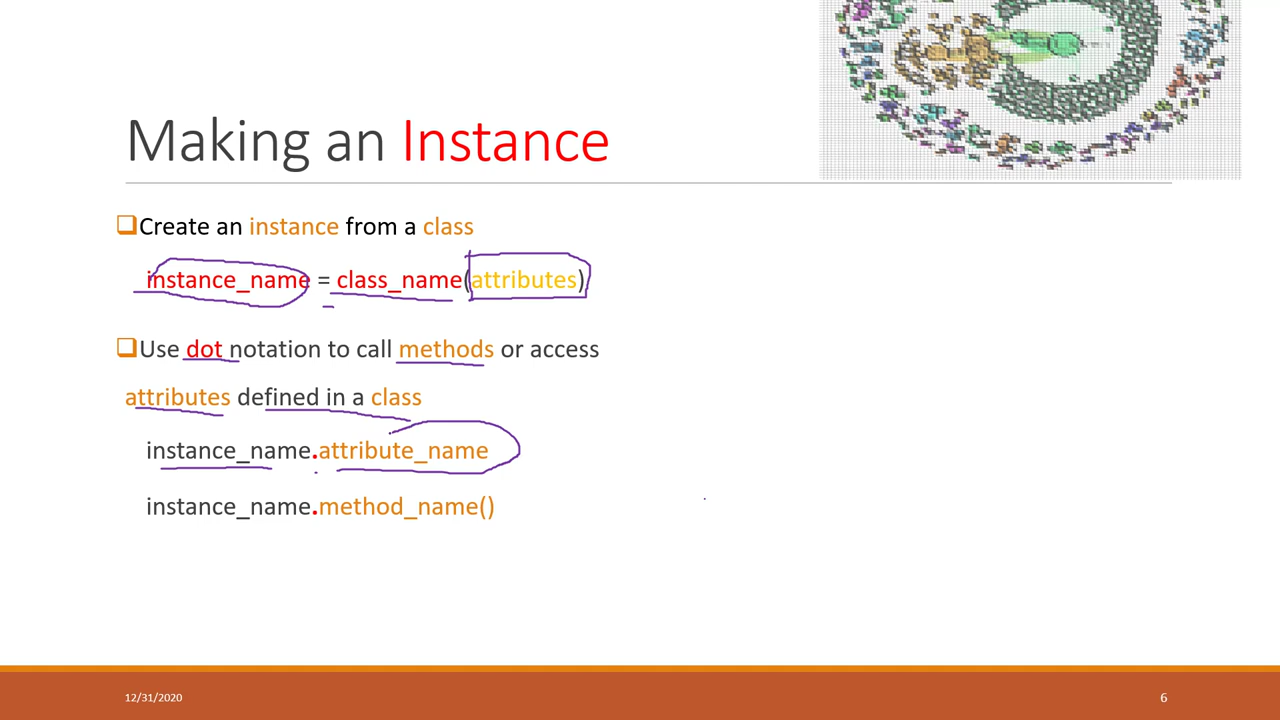 Making an Instance
Create an instance from a class
instance_name = class_name(attributes)
Use dot notation to call methods or access
attributes defined in a class
instance_name.attribute_name
instance_name.method_name()
12/31/2020
6